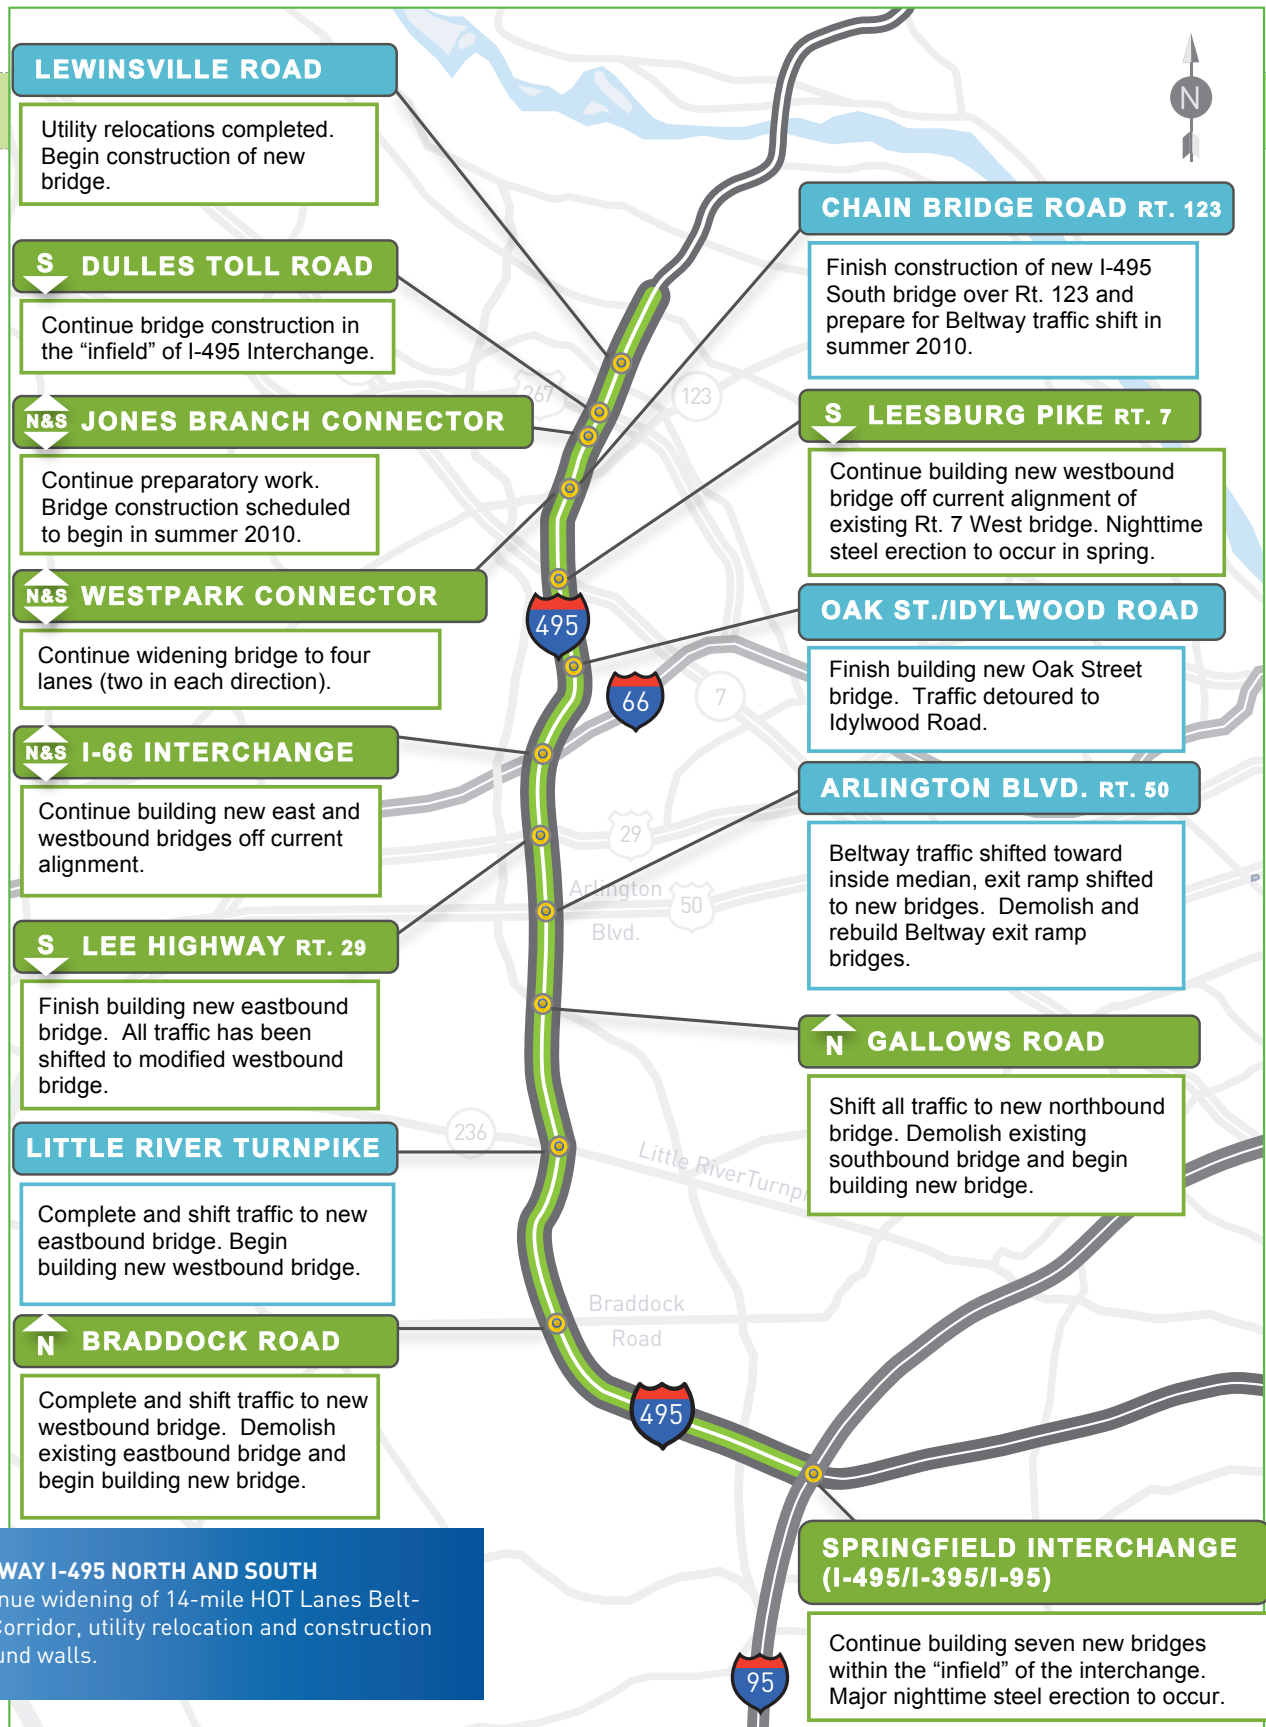 LEWINSVILLE ROAD
Utility relocations completed.
Begin construction of new
bridge.
S DULLES TOLL ROAD
Continue bridge construction in
the “infield” of I-495 Interchange.
N&S JONES BRANCH CONNECTOR
Continue preparatory work.
Bridge construction scheduled
to begin in summer 2010.
N&S WESTPARK CONNECTOR
Continue widening bridge to four
lanes (two in each direction).
N&S I-66 INTERCHANGE
Continue building new east and
westbound bridges off current
alignment.
S LEE HIGHWAY RT. 29
Finish building new eastbound
bridge. All traffic has been
shifted to modified westbound
bridge.
LITTLE RIVER TURNPIKE
Complete and shift traffic to new
eastbound bridge. Begin
building new westbound bridge.
N BRADDOCK ROAD
Complete and shift traffic to new
westbound bridge. Demolish
existing eastbound bridge and
begin building new bridge.
WAY I-495 NORTH AND SOUTH
nue widening of 14-mile HOT Lanes Belt-
Corridor, utility relocation and construction
und walls.
N
267
123
495
66
7
29
Arlington
50
Blvd.
236
Little River Turnpi
Braddock
Road
495
95
CHAIN BRIDGE ROAD RT. 123
Finish construction of new I-495
South bridge over Rt. 123 and
prepare for Beltway traffic shift in
summer 2010.
S LEESBURG PIKE RT. 7
Continue building new westbound
bridge off current alignment of
existing Rt. 7 West bridge. Nighttime
steel erection to occur in spring.
OAK ST./IDYLWOOD ROAD
Finish building new Oak Street
bridge. Traffic detoured to
Idylwood Road.
ARLINGTON BLVD. RT. 50
Beltway traffic shifted toward
inside median, exit ramp shifted
to new bridges. Demolish and
rebuild Beltway exit ramp
bridges.
N GALLOWS ROAD
Shift all traffic to new northbound
bridge. Demolish existing
southbound bridge and begin
building new bridge.
SPRINGFIELD INTERCHANGE
(I-495/I-395/I-95)
Continue building seven new bridges
within the “infield” of the interchange.
Major nighttime steel erection to occur.